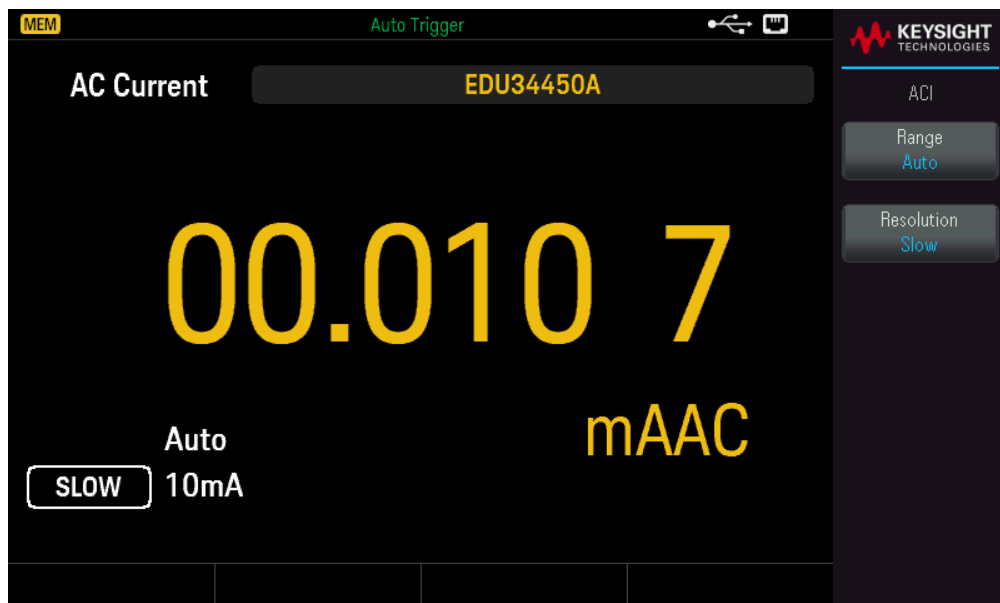 MEM
Auto Trigger
KEYSIGHT
TECHNOLOGIES
AC Current
EDU34450A
ACI
Range
Auto
Resolution
Slow
00.010 7
mAAC
Auto
SLOW 10mA